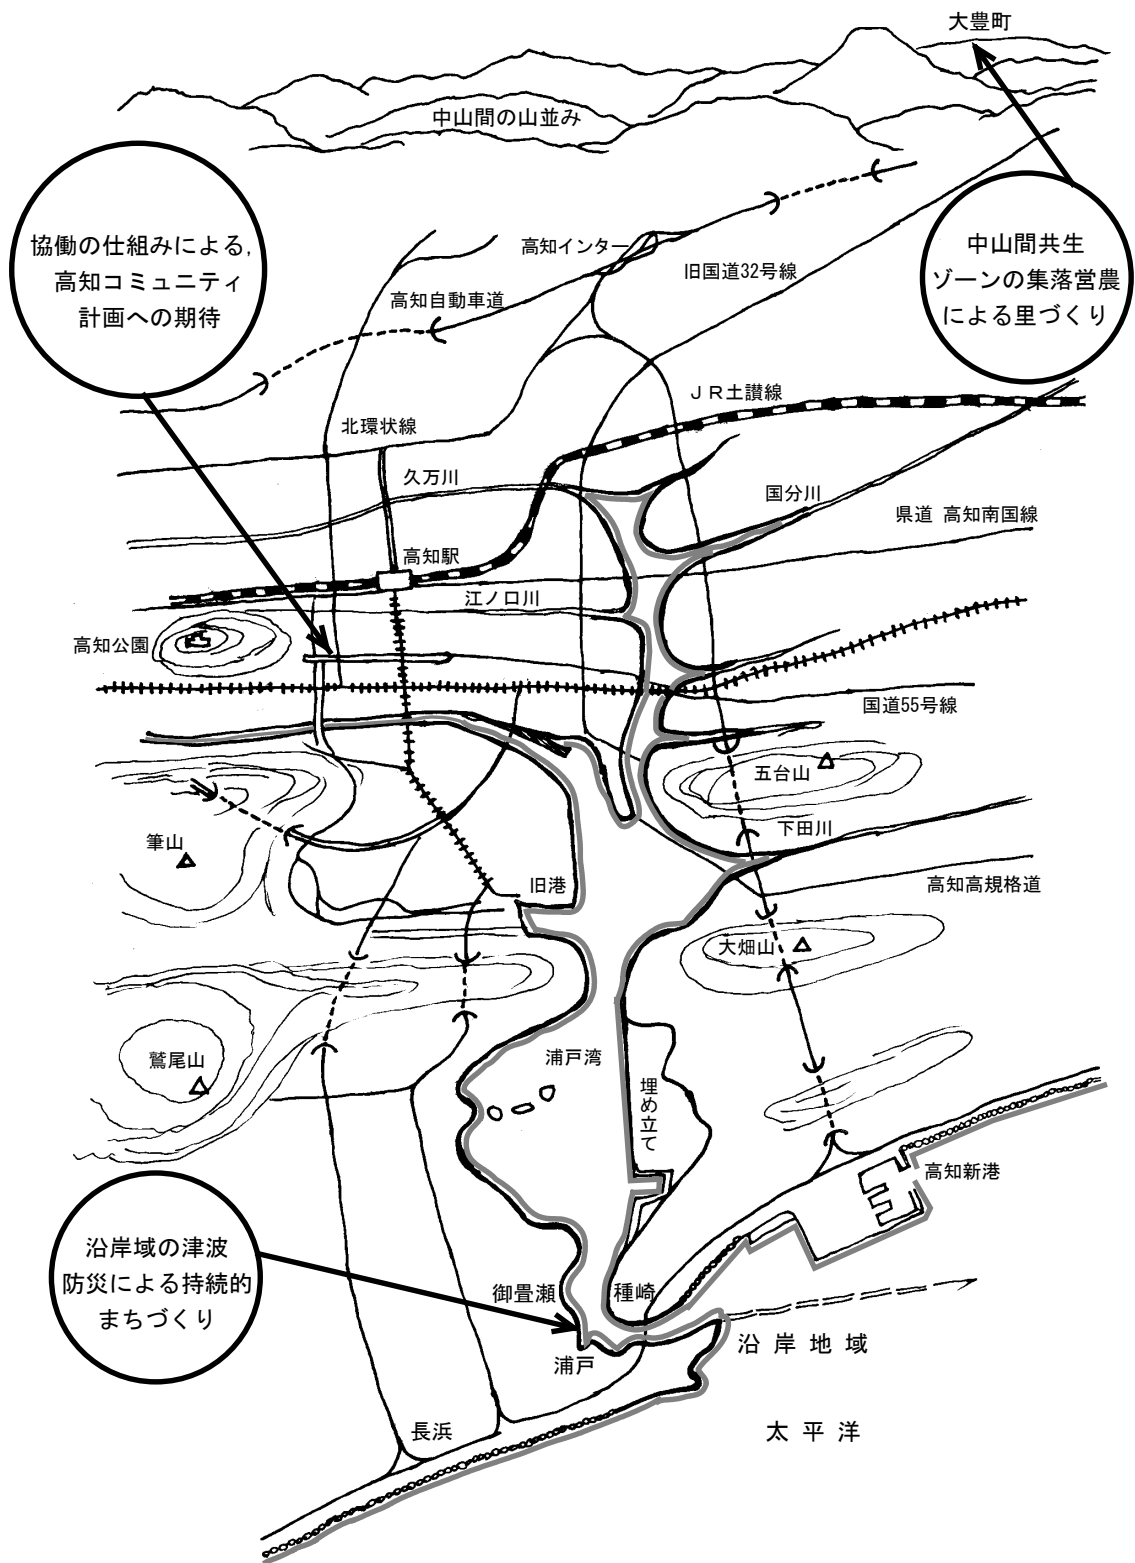 大豊町
中山間の山並み
協働の仕組みによる,
高知コミュニティ
計画への期待
高知インター
旧国道32号線
中山間共生
ゾーンの集落営農
による里づくり
高知自動車道
ＪＲ土讃線
北環状線
久万川
国分川
県道 高知南国線
高知駅
江ノ口川
高知公園
国道55号線
五台山
下田川
筆山
旧港
高知高規格道
大畑山
浦戸湾
鷲尾山
埋め立て
高知新港
沿岸域の津波
防災による持続的
まちづくり
御畳瀬
種崎
浦戸
沿岸地域
長浜
太平洋